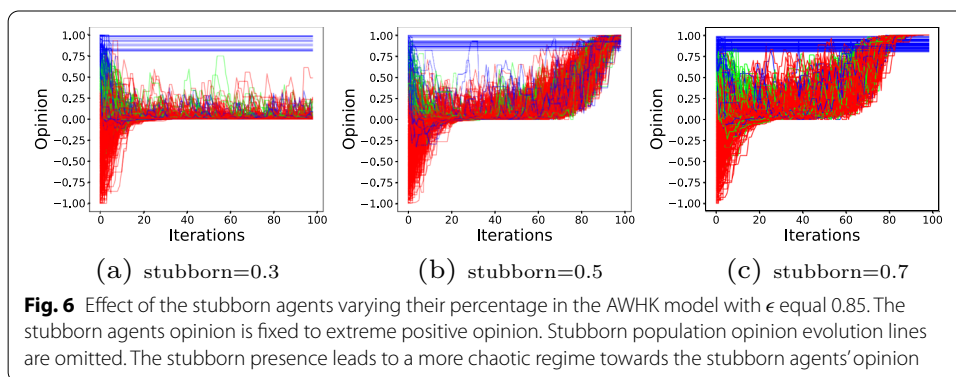 1.00
0.75
0.50
0.25
0.00
−0.25
−0.50
−0.75
−1.00
Opinion
0 20 40 60 80 100
Iterations
(a) stubborn=0.3
1.00
0.75
0.50
0.25
0.00
−0.25
−0.50
−0.75
−1.00
Opinion
0 20 40 60 80 100
Iterations
(b) stubborn=0.5
1.00
0.75
0.50
0.25
0.00
−0.25
−0.50
−0.75
−1.00
Opinion
0 20 40 60 80 100
Iterations
(c) stubborn=0.7
Fig. 6 Effect of the stubborn agents varying their percentage in the AWHK model with ϵ equal 0.85. The
stubborn agents opinion is fixed to extreme positive opinion. Stubborn population opinion evolution lines
are omitted. The stubborn presence leads to a more chaotic regime towards the stubborn agents’ opinion